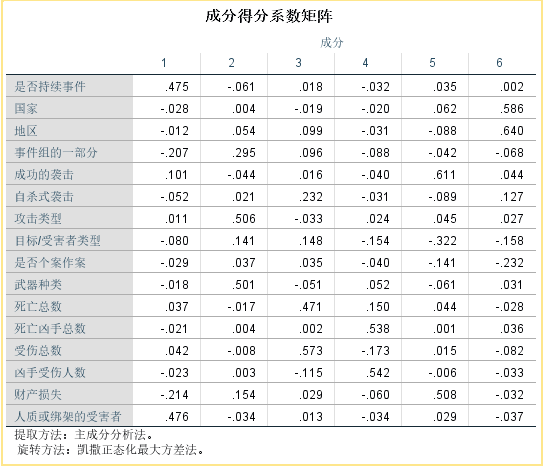 成分得分系数矩阵
成分
1 2 3 4 5 6
是否持续事件 .475 -.061 .018 -.032 .035 .002
国家 -.028 .004 -.019 -.020 .062 .586
地区 -.012 .054 .099 -.031 -.088 .640
事件组的一部分 -.207 .295 .096 -.088 -.042 -.068
成功的袭击 .101 -.044 .016 -.040 .611 .044
自杀式袭击 -.052 .021 .232 -.031 -.089 .127
攻击类型 .011 .506 -.033 .024 .045 .027
目标/受害者类型 -.080 .141 .148 -.154 -.322 -.158
是否个案作案 -.029 .037 .035 -.040 -.141 -.232
武器种类 -.018 .501 -.051 .052 -.061 .031
死亡总数 .037 -.017 .471 .150 .044 -.028
死亡凶手总数 -.021 .004 .002 .538 .001 .036
受伤总数 .042 -.008 .573 -.173 .015 -.082
凶手受伤人数 -.023 .003 -.115 .542 -.006 -.033
财产损失 -.214 .154 .029 -.060 .508 -.032
人质或绑架的受害者 .476 -.034 .013 -.034 .029 -.037
提取方法：主成分分析法。
旋转方法：凯撒正态化最大方差法。